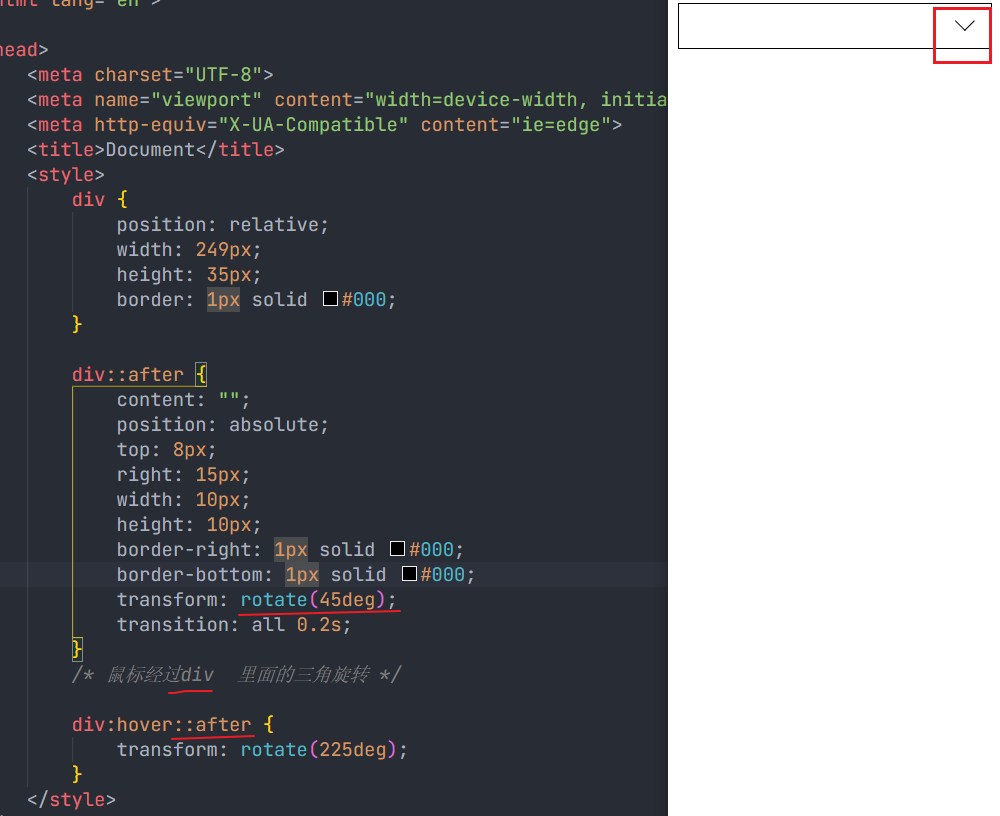 html lang="en">
head>
<meta charset="UTF-8">
<meta name="viewport" content="width=device-width, initia
<meta http-equiv="X-UA-Compatible" content="ie=edge">
<title>Document</title>
<style>
div {
position: relative;
width: 249px;
height: 35px;
border: 1px solid #000;
}
div::after {
content: "";
position: absolute;
top: 8px;
right: 15px;
width: 10px;
height: 10px;
border-right: 1px solid #000;
border-bottom: 1px solid #000;
transform: rotate(45deg);
transition: all 0.2s;
}
/* 鼠标经过div 里面的三角旋转 */
div:hover::after {
transform: rotate(225deg);
}
</style>